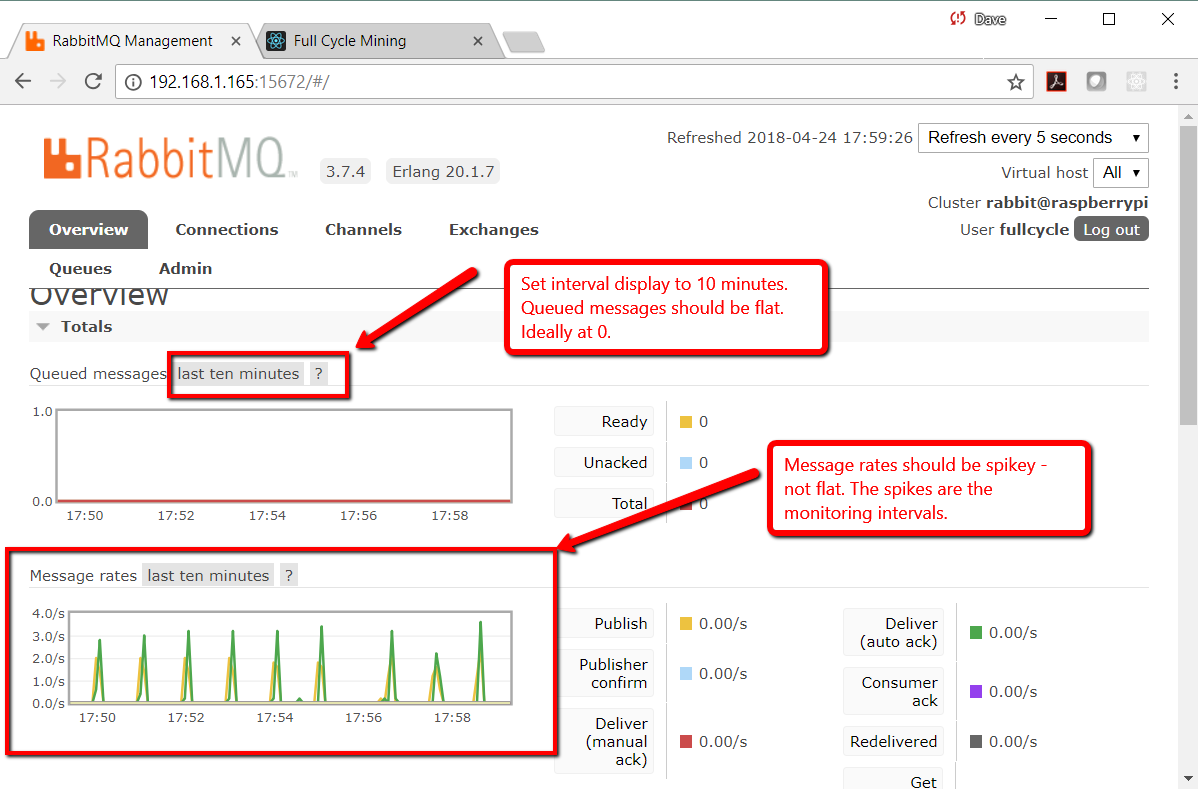 Dave
RabbitMQ Management
Full Cycle Mining
192.168.1.165:15672/#/
RabbitMQ TM
3.7.4
Erlang 20.1.7
Refreshed 2018-04-24 17:59:26
Refresh every 5 seconds
Virtual host All
Cluster rabbit@raspberrypi
User fullcycle Log out
Overview Connections Channels Exchanges
Queues Admin
Overview
Totals
Set interval display to 10 minutes.
Queued messages should be flat.
Ideally at 0.
Queued messages last ten minutes ?
1.0
0.0
17:50 17:52 17:54 17:56 17:58
Ready 0
Unacked 0
Total 0
Message rates should be spikey -
not flat. The spikes are the
monitoring intervals.
Message rates last ten minutes ?
4.0/s
3.0/s
2.0/s
1.0/s
0.0/s
17:50 17:52 17:54 17:56 17:58
Publish 0.00/s
Publisher
confirm 0.00/s
Deliver
(manual
ack) 0.00/s
Deliver
(auto ack) 0.00/s
Consumer
ack 0.00/s
Redelivered 0.00/s
Get